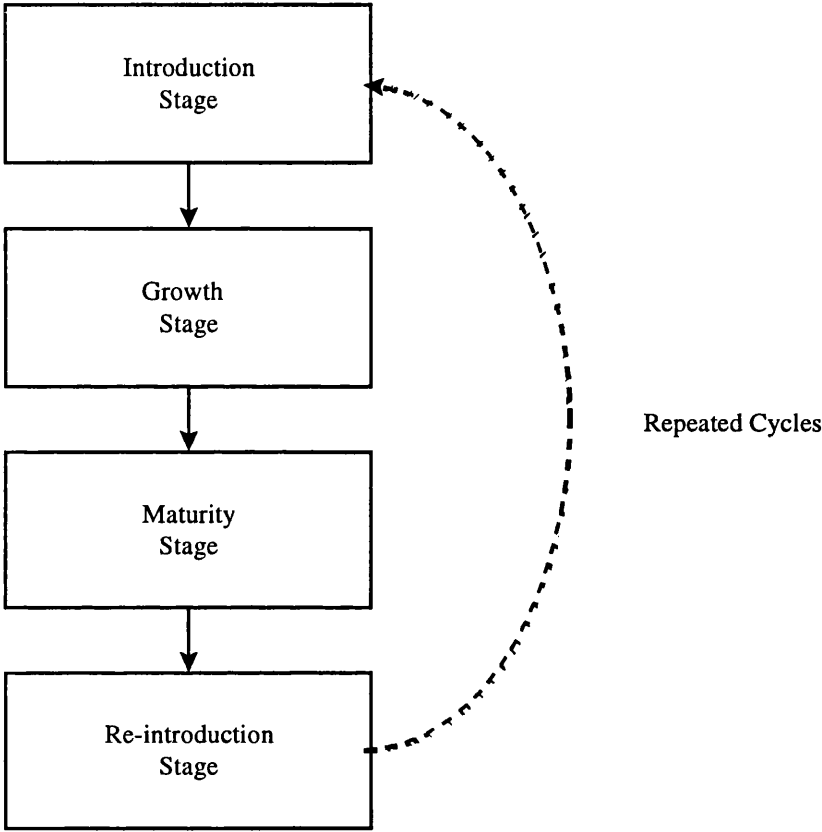 Introduction
Stage
Growth
Stage
Repeated Cycles
Maturity
Stage
Re-introduction
Stage